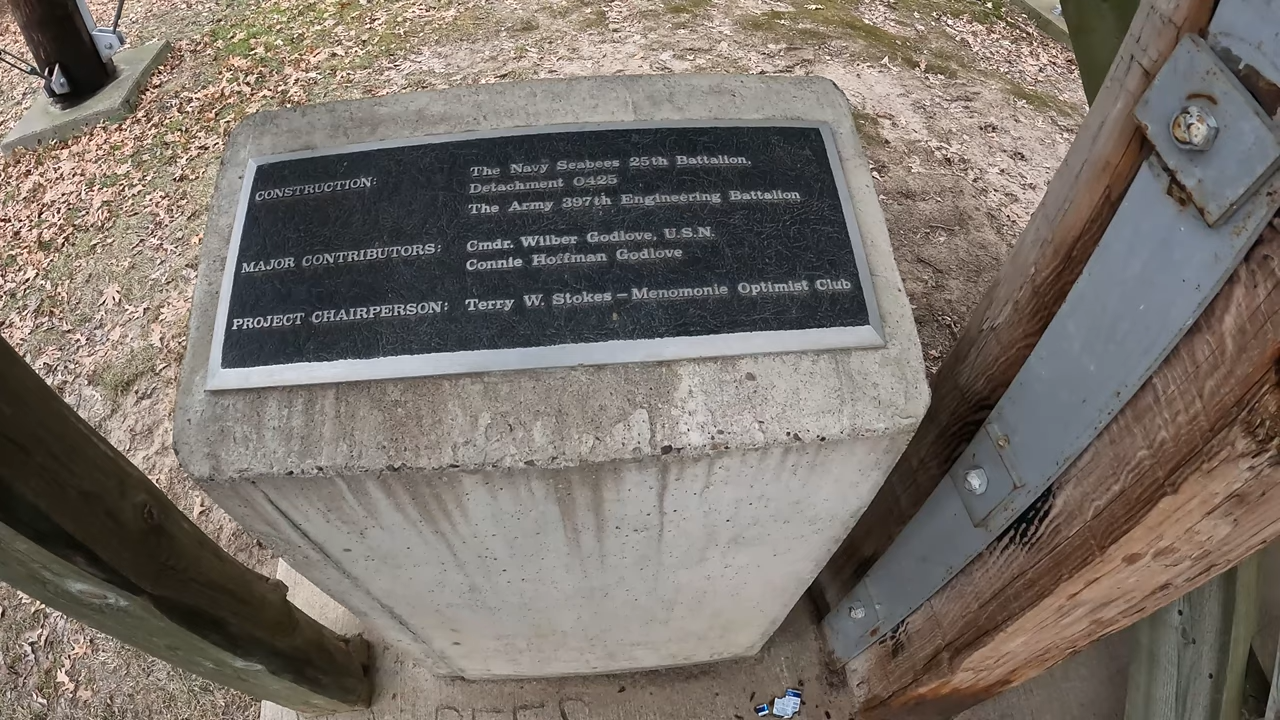 CONSTRUCTION: The Navy Seabees 25th Battalion,
Detachment 0425
The Army 397th Engineering Battalion
MAJOR CONTRIBUTORS: Cmdr. Wilber Godlove, U.S.N.
Connie Hoffman Godlove
PROJECT CHAIRPERSON: Terry W. Stokes — Menomonie Optimist Club